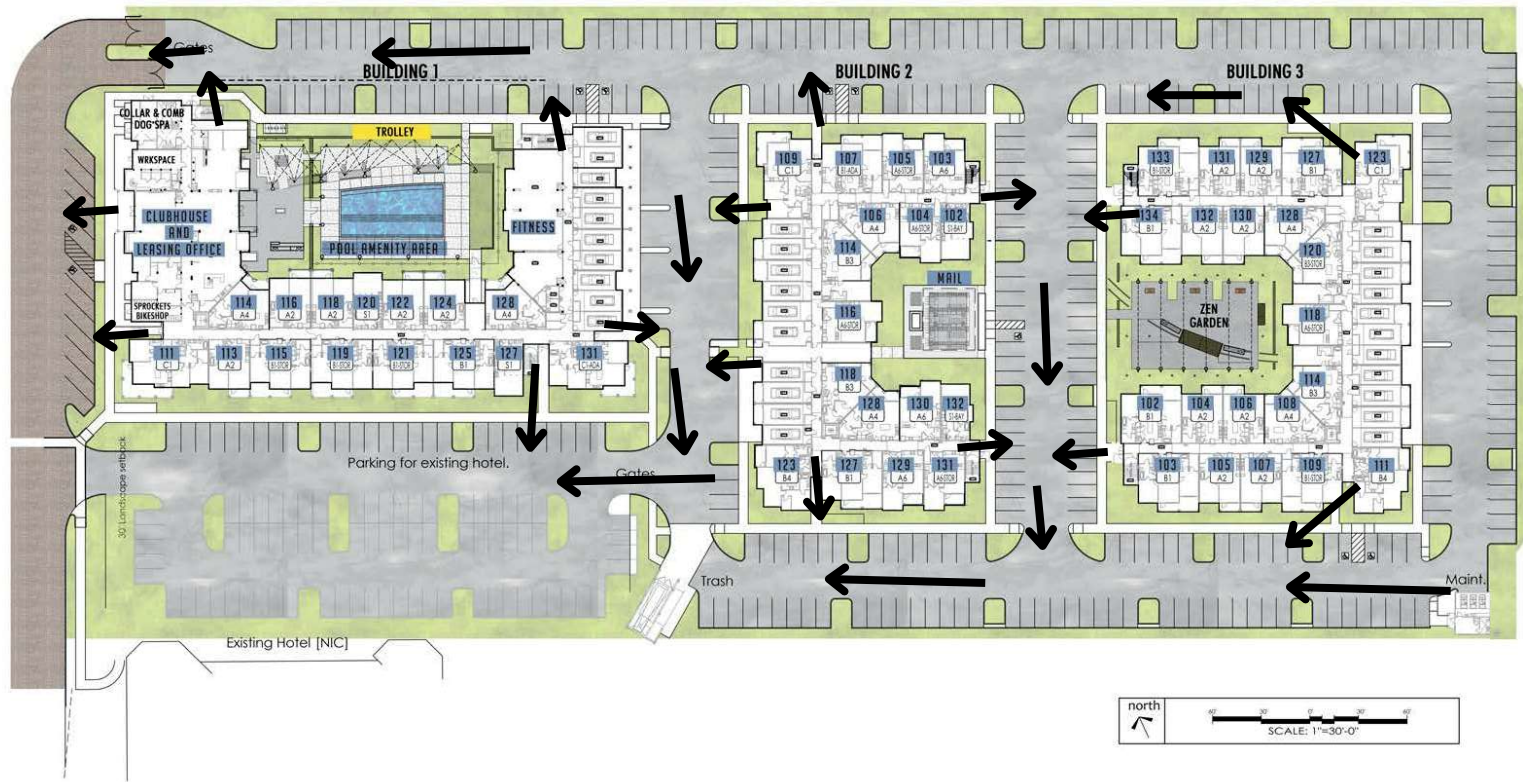 Gates
BUILDING 1
BUILDING 2
BUILDING 3
COLLAR & COMB
DOG SPA
TROLLEY
WRKSPACE
CLUBHOUSE
AND
LEASING OFFICE
POOL AMENITY AREA
FITNESS
SPROCKETS
BIKESHOP
114
A4
116
A2
118
A2
120
S1
122
A2
124
A2
128
A4
111
C1
113
A2
115
B1-STOR
119
B1-STOR
121
B1-STOR
125
B1
127
S1
131
C1-ADA
109
C1
107
B1-ADA
105
A6-STOR
103
A6
106
A4
104
A6-STOR
102
S1-BAY
114
B3
MAIL
116
A6-STOR
118
B3
128
A4
130
A6
132
S1-BAY
123
B4
127
B1
129
A6
131
A6-STOR
133
B1-STOR
131
A2
129
A2
127
B1
123
C1
134
B1
132
A2
130
A2
128
A4
120
B3-STOR
ZEN
GARDEN
118
A6-STOR
114
B3
102
B1
104
A2
106
A2
108
A4
103
B1
105
A2
107
A2
109
B1-STOR
111
B4
30' Landscape setback
Parking for existing hotel.
Gates
Trash
Maint.
Existing Hotel [NIC]
north
60' 30' 0' 30' 60'
SCALE: 1"=30'-0"